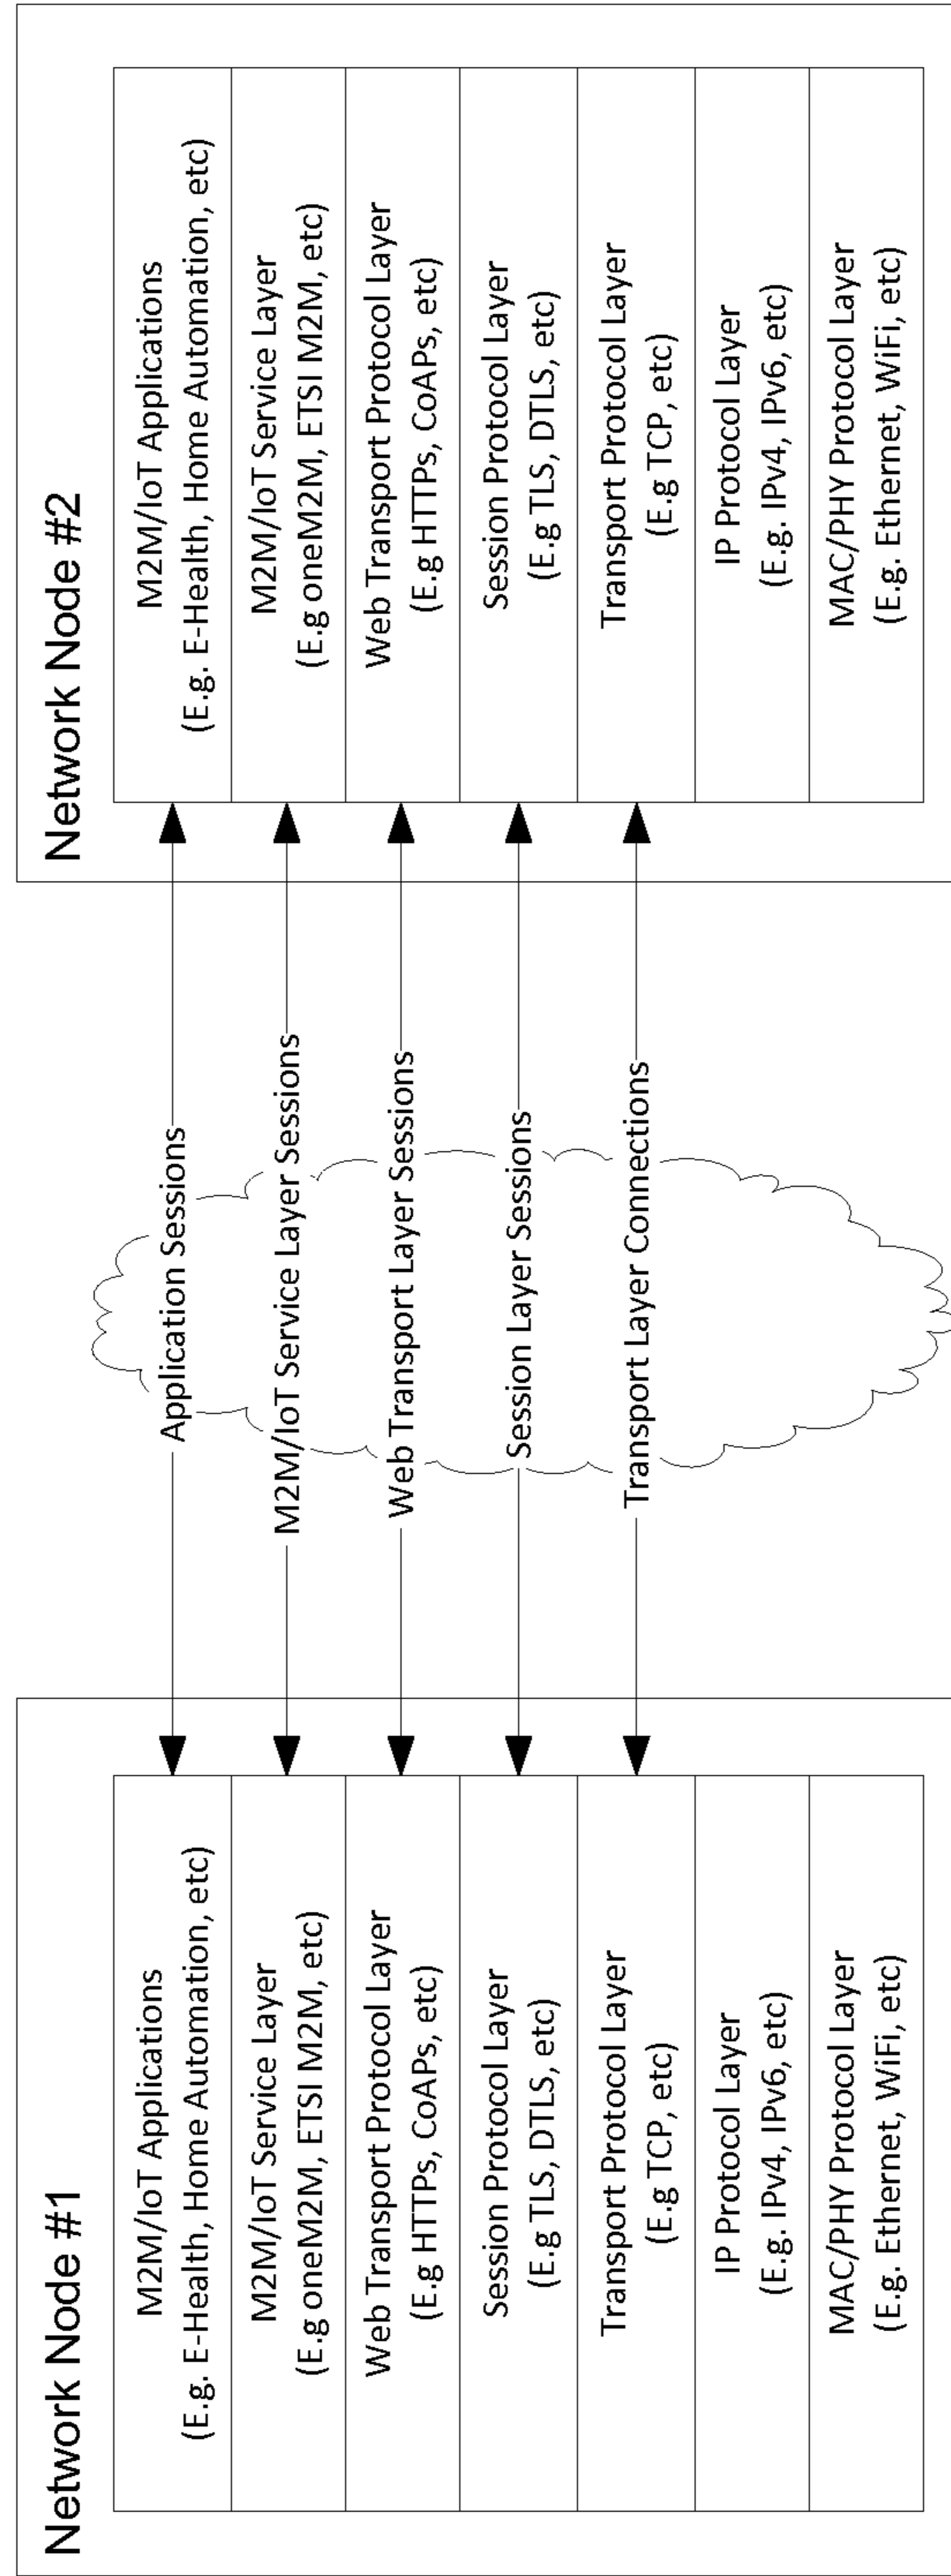 Network Node #1
M2M/IoT Applications
(E.g. E-Health, Home Automation, etc)
M2M/IoT Service Layer
(E.g oneM2M, ETSI M2M, etc)
Web Transport Protocol Layer
(E.g HTTPs, CoAPs, etc)
Session Protocol Layer
(E.g TLS, DTLS, etc)
Transport Protocol Layer
(E.g TCP, etc)
IP Protocol Layer
(E.g. IPv4, IPv6, etc)
MAC/PHY Protocol Layer
(E.g. Ethernet, WiFi, etc)
Application Sessions
M2M/IoT Service Layer Sessions
Web Transport Layer Sessions
Session Layer Sessions
Transport Layer Connections
Network Node #2
M2M/IoT Applications
(E.g. E-Health, Home Automation, etc)
M2M/IoT Service Layer
(E.g oneM2M, ETSI M2M, etc)
Web Transport Protocol Layer
(E.g HTTPs, CoAPs, etc)
Session Protocol Layer
(E.g TLS, DTLS, etc)
Transport Protocol Layer
(E.g TCP, etc)
IP Protocol Layer
(E.g. IPv4, IPv6, etc)
MAC/PHY Protocol Layer
(E.g. Ethernet, WiFi, etc)